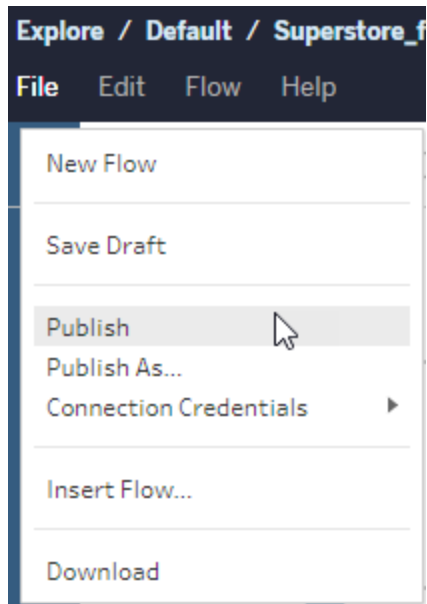 Explore / Default / Superstore_f
File Edit Flow Help
New Flow
Save Draft
Publish
Publish As...
Connection Credentials
Insert Flow...
Download